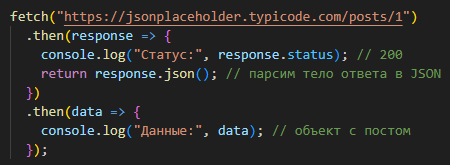 fetch("https://jsonplaceholder.typicode.com/posts/1")
  .then(response => {
    console.log("Статус:", response.status); // 200
    return response.json(); // парсим тело ответа в JSON
  })
  .then(data => {
    console.log("Данные:", data); // объект с постом
  });